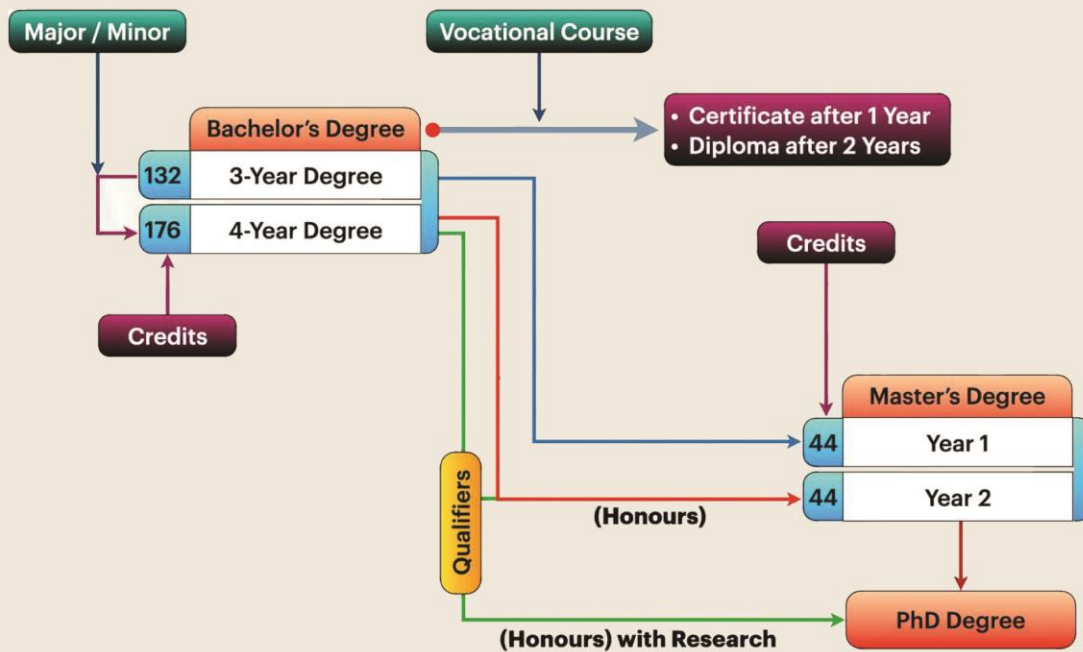 Major / Minor
Vocational Course
Bachelor's Degree
• Certificate after 1 Year
• Diploma after 2 Years
132 3-Year Degree
176 4-Year Degree
Credits
Credits
Master's Degree
44 Year 1
44 Year 2
Qualifiers
(Honours)
PhD Degree
(Honours) with Research